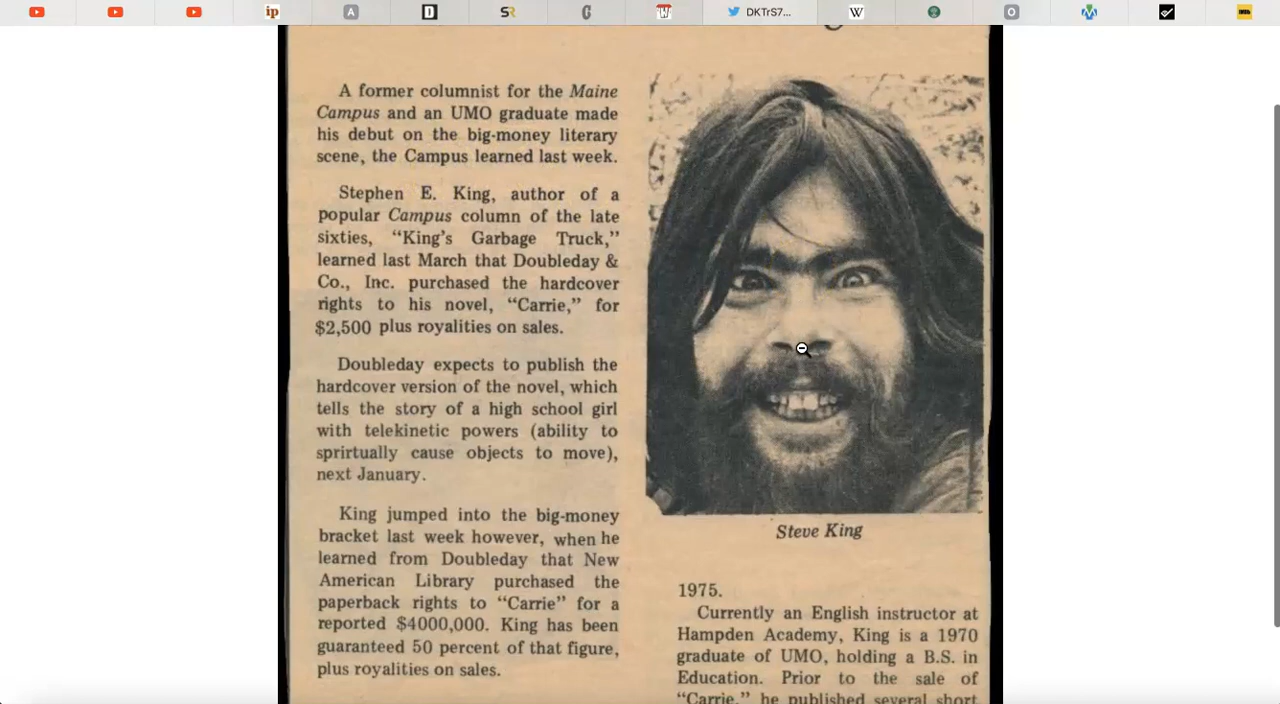 DKTrS7...
A former columnist for the Maine
Campus and an UMO graduate made
his debut on the big-money literary
scene, the Campus learned last week.
Stephen E. King, author of a
popular Campus column of the late
sixties, “King's Garbage Truck,”
learned last March that Doubleday &
Co., Inc. purchased the hardcover
rights to his novel, “Carrie,” for
$2,500 plus royalities on sales.
Doubleday expects to publish the
hardcover version of the novel, which
tells the story of a high school girl
with telekinetic powers (ability to
sprirtually cause objects to move),
next January.
King jumped into the big-money
bracket last week however, when he
learned from Doubleday that New
American Library purchased the
paperback rights to “Carrie” for a
reported $4000,000. King has been
guaranteed 50 percent of that figure,
plus royalities on sales.
Steve King
1975.
Currently an English instructor at
Hampden Academy, King is a 1970
graduate of UMO, holding a B.S. in
Education. Prior to the sale of
“Carrie,” he published several short